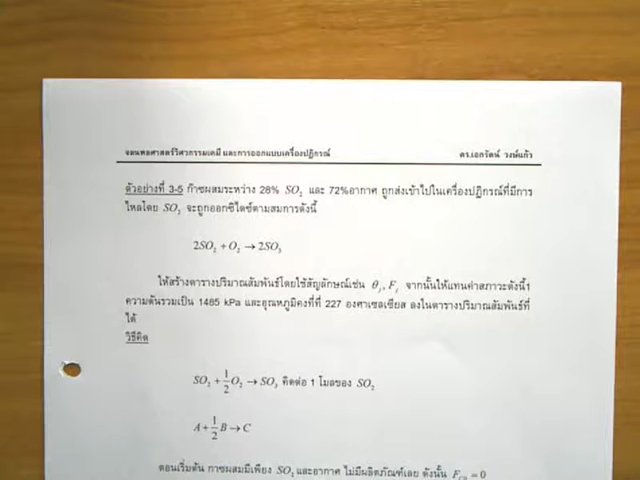 จลนพลศาสตร์วิศวกรรมเคมี และการออกแบบเครื่องปฏิกรณ์ ดร.เอกรัตน์ วงษ์แก้ว
ตัวอย่างที่ 3-5 ก๊าซผสมระหว่าง 28% SO₂ และ 72%อากาศ ถูกส่งเข้าไปในเครื่องปฏิกรณ์ที่มีการ
ไหลโดย SO₂ จะถูกออกซิไดซ์ตามสมการดังนี้
2SO₂ + O₂ → 2SO₃
ให้สร้างตารางปริมาณสัมพันธ์โดยใช้สัญลักษณ์เช่น θⱼ, Fⱼ จากนั้นให้แทนค่าสภาวะดังนี้
ความดันรวมเป็น 1485 kPa และอุณหภูมิคงที่ที่ 227 องศาเซลเซียส ลงในตารางปริมาณสัมพันธ์ที่
ได้
วิธีคิด
SO₂ + 1/2 O₂ → SO₃ คิดต่อ 1 โมลของ SO₂
A + 1/2 B → C
ตอนเริ่มต้น กาซผสมมีเพียง SO₂ และอากาศ ไม่มีผลิตภัณฑ์เลย ดังนั้น = 0